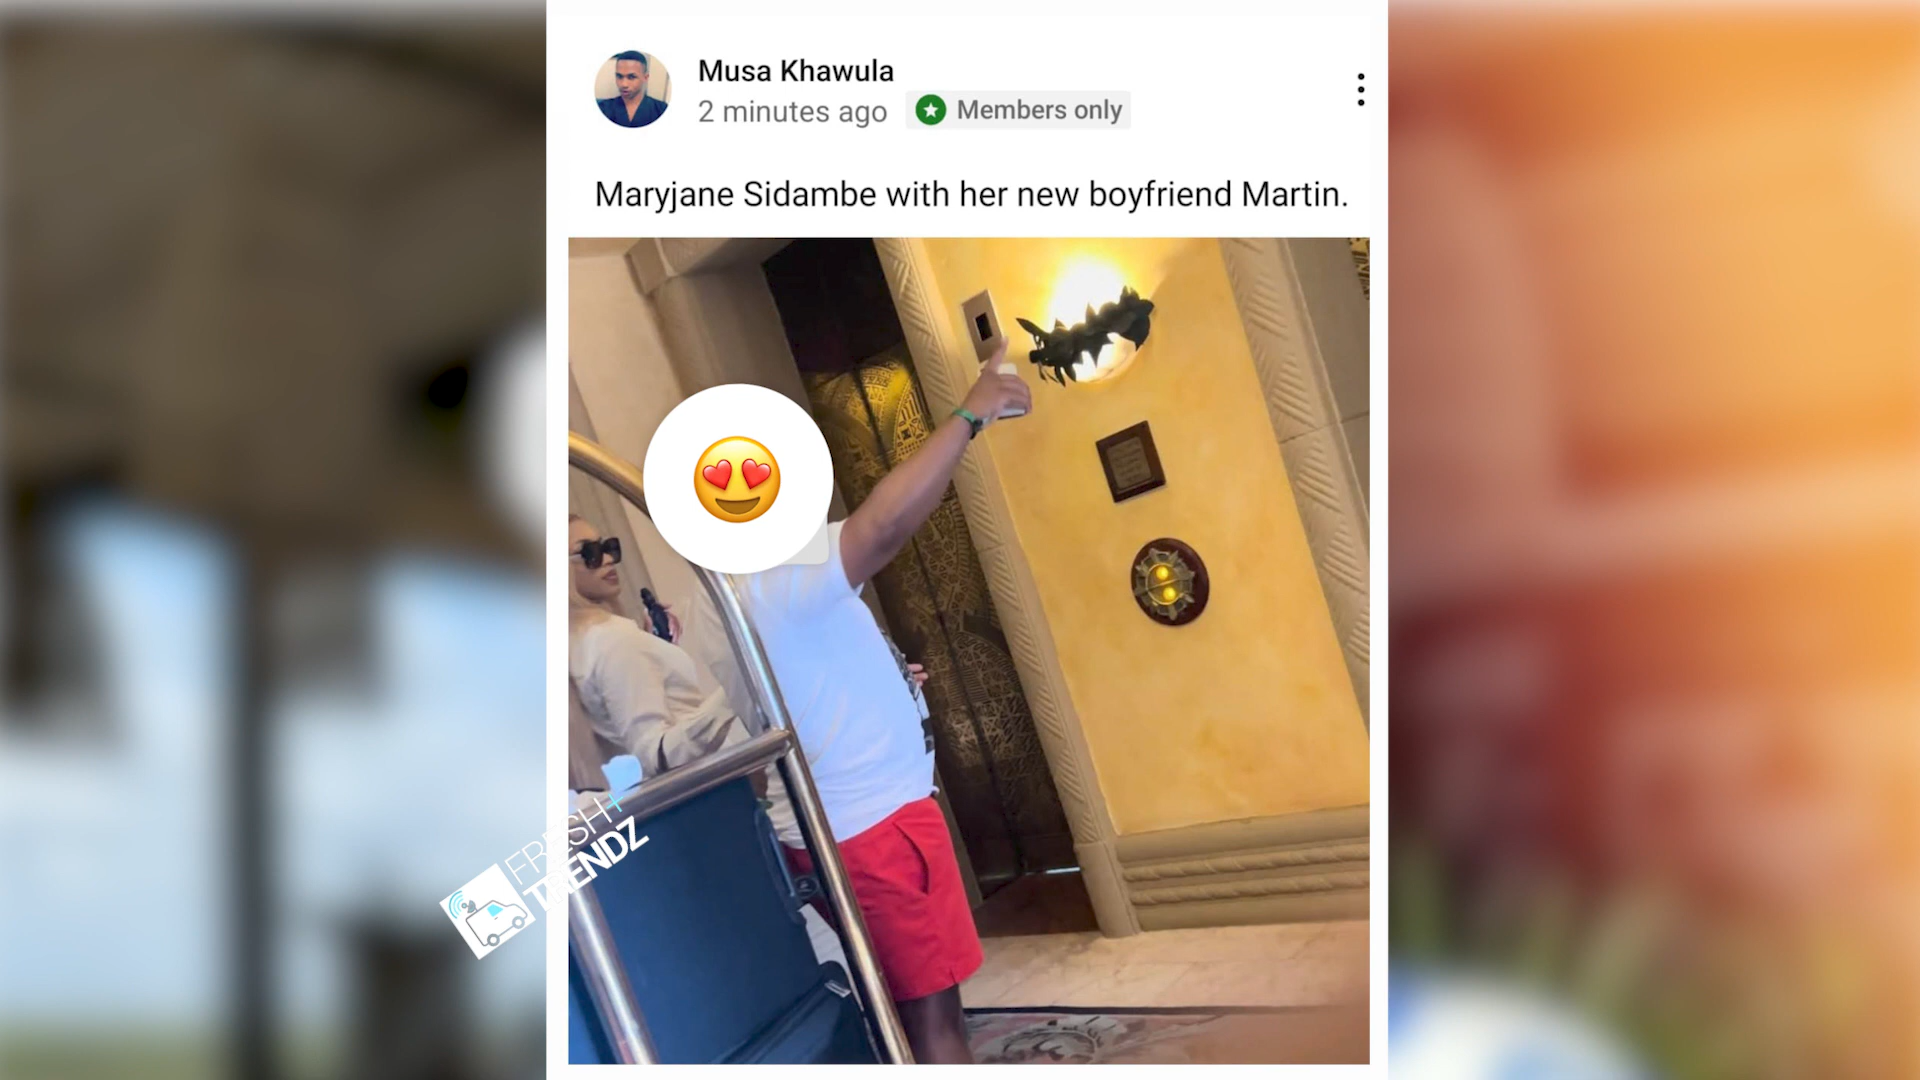 Musa Khawula
2 minutes ago
Members only
Maryjane Sidambe with her new boyfriend Martin.
FRESH+
TRENDZ